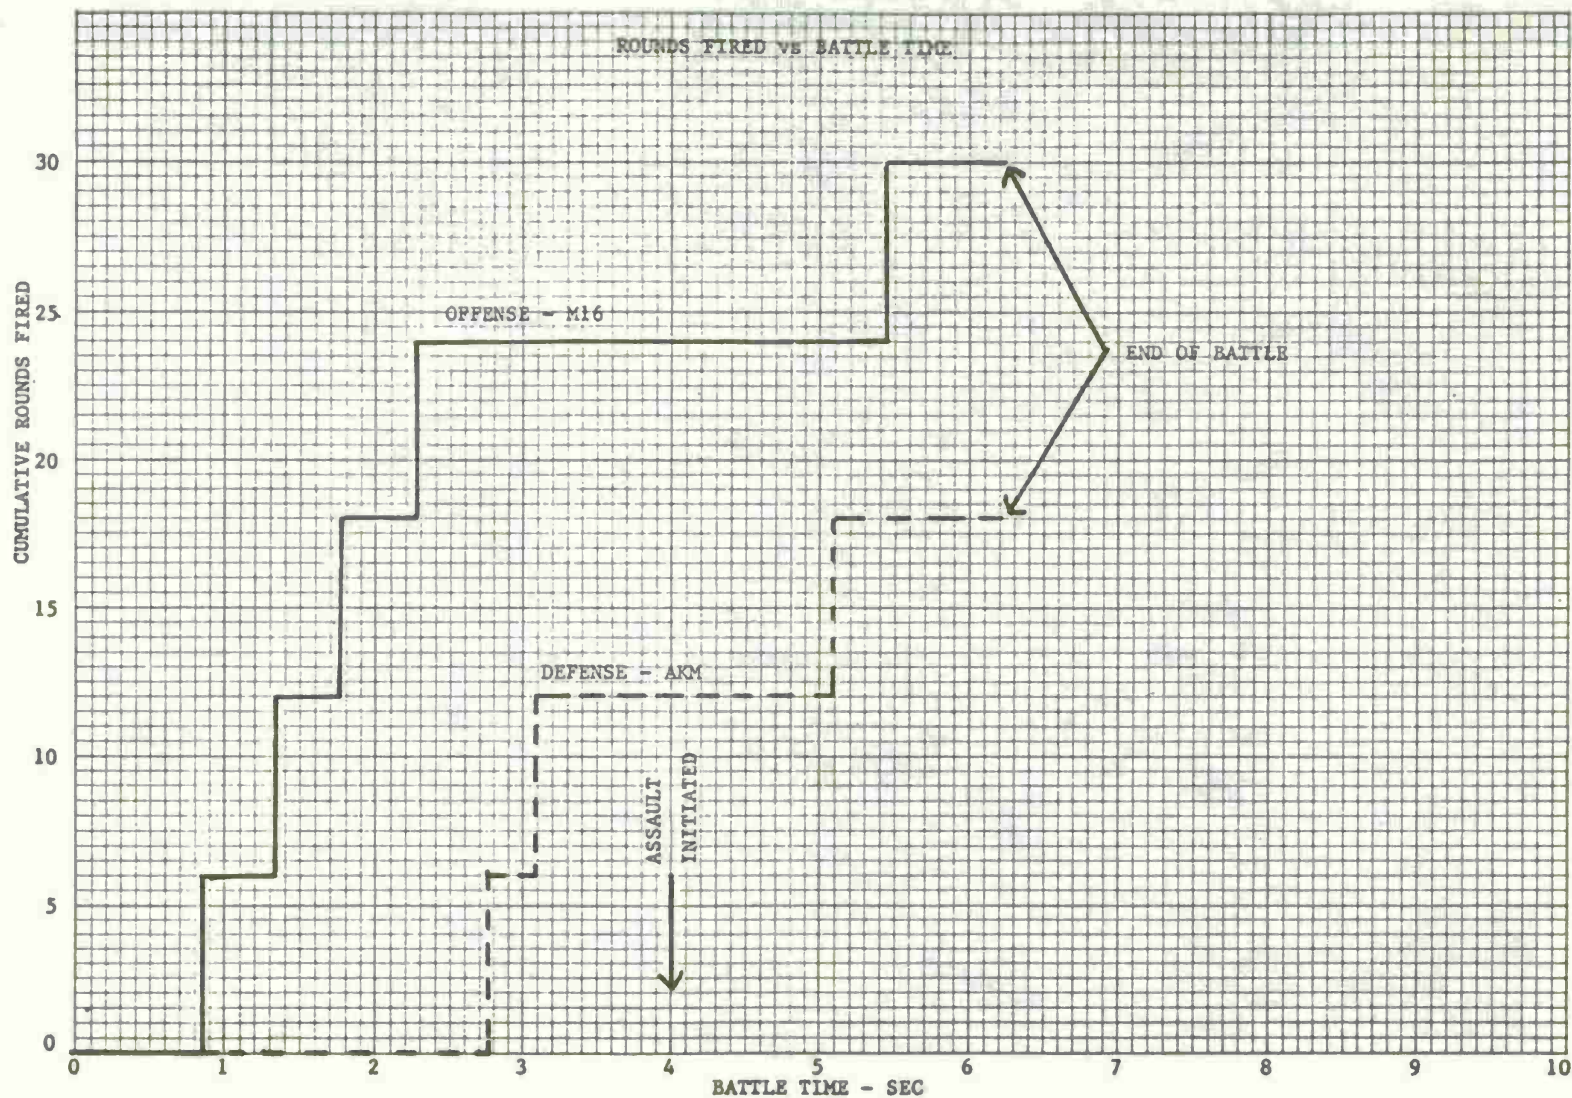 ROUNDS FIRED vs BATTLE TIME
30
25
20
15
10
5
0
CUMULATIVE ROUNDS FIRED
OFFENSE - M16
END OF BATTLE
DEFENSE - AKM
ASSAULT
INITIATED
0 1 2 3 4 5 6 7 8 9 10
BATTLE TIME - SEC